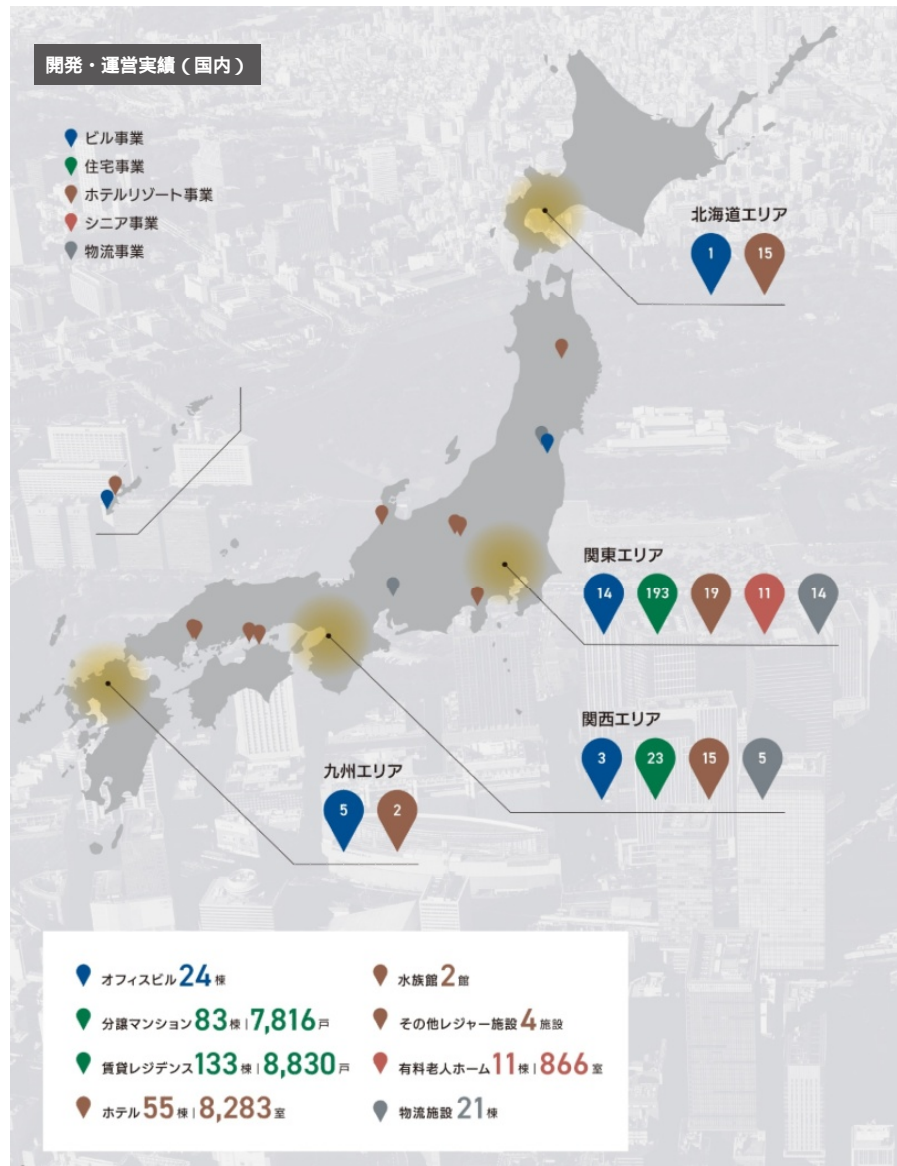 開発・運営実績（国内）
ビル事業
住宅事業
ホテルリゾート事業
シニア事業
物流事業
北海道エリア
1 15
関東エリア
14 193 19 11 14
関西エリア
3 23 15 5
九州エリア
5 2
オフィスビル24棟
分譲マンション83棟 | 7,816戸
賃貸レジデンス133棟 | 8,830戸
ホテル55棟 | 8,283室
水族館2館
その他レジャー施設4施設
有料老人ホーム11棟 | 866室
物流施設21棟